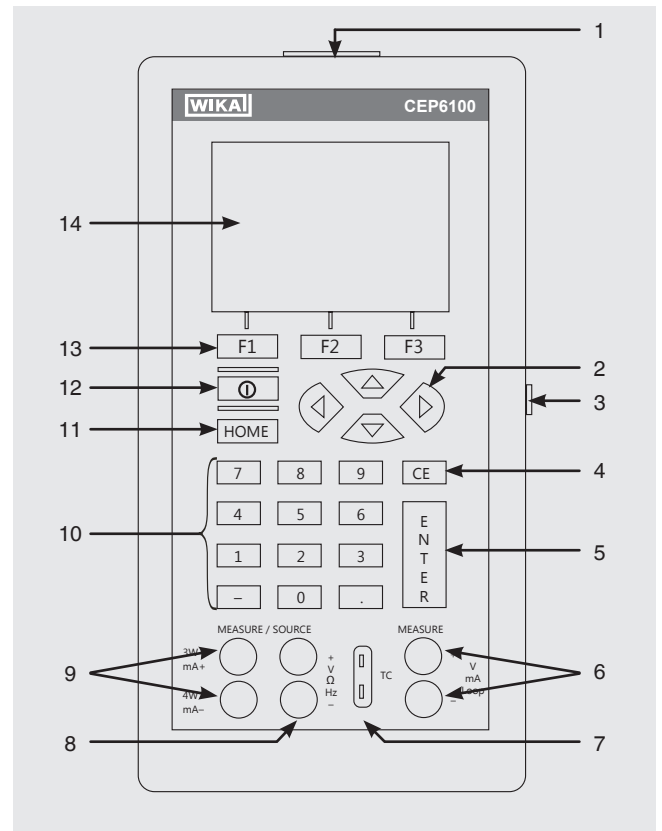 1
WIKA CEP6100
14
13 F1 F2 F3
12 2
3
11 HOME
7 8 9 CE 4
4 5 6
10 ENTER 5
1 2 3
– 0 .
MEASURE / SOURCE MEASURE
3W + +
9 mA+ V TC V 6
Ω mA
4W Hz Loop
mA– – –
8 7